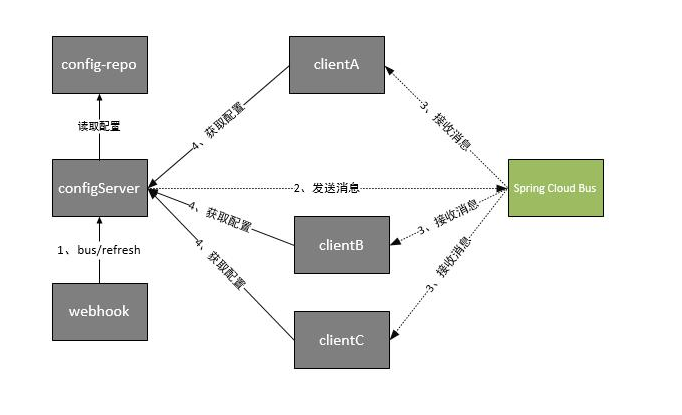 config-repo
clientA
4、获取配置
3、接收消息
读取配置
configServer
2、发送消息
Spring Cloud Bus
4、获取配置
3、接收消息
clientB
1、bus/refresh
4、获取配置
3、接收消息
webhook
clientC